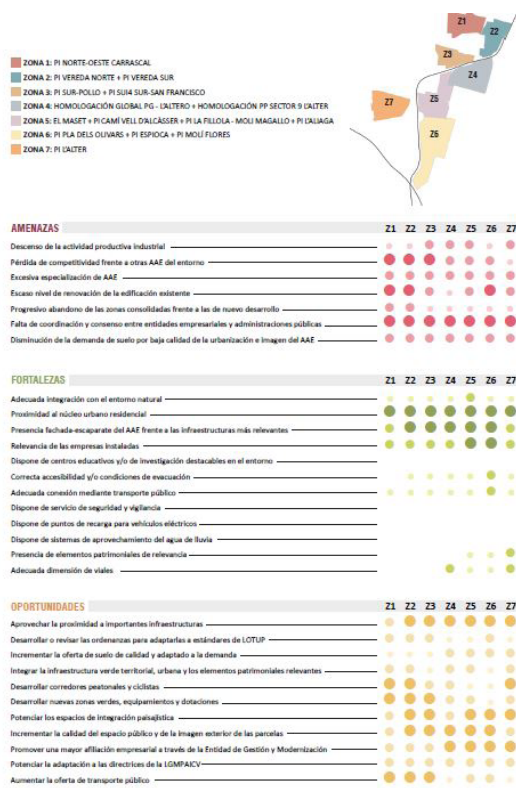 Z1
Z2
Z3
Z4
Z5
Z6
Z7
ZONA 1: PI NORTE-OESTE CARRASCAL
ZONA 2: PI VEREDA NORTE + PI VEREDA SUR
ZONA 3: PI SUR-POLLO + PI SUI4 SUR-SAN FRANCISCO
ZONA 4: HOMOLOGACIÓN GLOBAL PG - L'ALTERO + HOMOLOGACIÓN PP SECTOR 9 L'ALTER
ZONA 5: EL MASET + PI CAMÍ VELL D'ALCÀSSER + PI LA FILLOLA - MOLI MAGALLO + PI L'ALIAGA
ZONA 6: PI PLA DELS OLIVARS + PI ESPIOCA + PI MOLÍ FLORES
ZONA 7: PI L'ALTER
AMENAZAS Z1 Z2 Z3 Z4 Z5 Z6 Z7
Descenso de la actividad productiva industrial
Pérdida de competitividad frente a otras AAE del entorno
Excesiva especialización de AAE
Escaso nivel de renovación de la edificación existente
Progresivo abandono de las zonas consolidadas frente a las de nuevo desarrollo
Falta de coordinación y consenso entre entidades empresariales y administraciones públicas
Disminución de la demanda de suelo por baja calidad de la urbanización e imagen del AAE
FORTALEZAS Z1 Z2 Z3 Z4 Z5 Z6 Z7
Adecuada integración con el entorno natural
Proximidad al núcleo urbano residencial
Presencia fachada-escaparate del AAE frente a las infraestructuras más relevantes
Relevancia de las empresas instaladas
Dispone de centros educativos y/o de investigación destacables en el entorno
Correcta accesibilidad y/o condiciones de evacuación
Adecuada conexión mediante transporte público
Dispone de servicio de seguridad y vigilancia
Dispone de puntos de recarga para vehículos eléctricos
Dispone de sistemas de aprovechamiento del agua de lluvia
Presencia de elementos patrimoniales de relevancia
Adecuada dimensión de viales
OPORTUNIDADES Z1 Z2 Z3 Z4 Z5 Z6 Z7
Aprovechar la proximidad a importantes infraestructuras
Desarrollar o revisar las ordenanzas para adaptarlas a estándares de LOTUP
Incrementar la oferta de suelo de calidad y adaptado a la demanda
Integrar la infraestructura verde territorial, urbana y los elementos patrimoniales relevantes
Desarrollar corredores peatonales y ciclistas
Desarrollar nuevas zonas verdes, equipamientos y dotaciones
Potenciar los espacios de integración paisajística
Incrementar la calidad del espacio público y de la imagen exterior de las parcelas
Promover una mayor afiliación empresarial a través de la Entidad de Gestión y Modernización
Potenciar la adaptación a las directrices de la LGMPAICV
Aumentar la oferta de transporte público